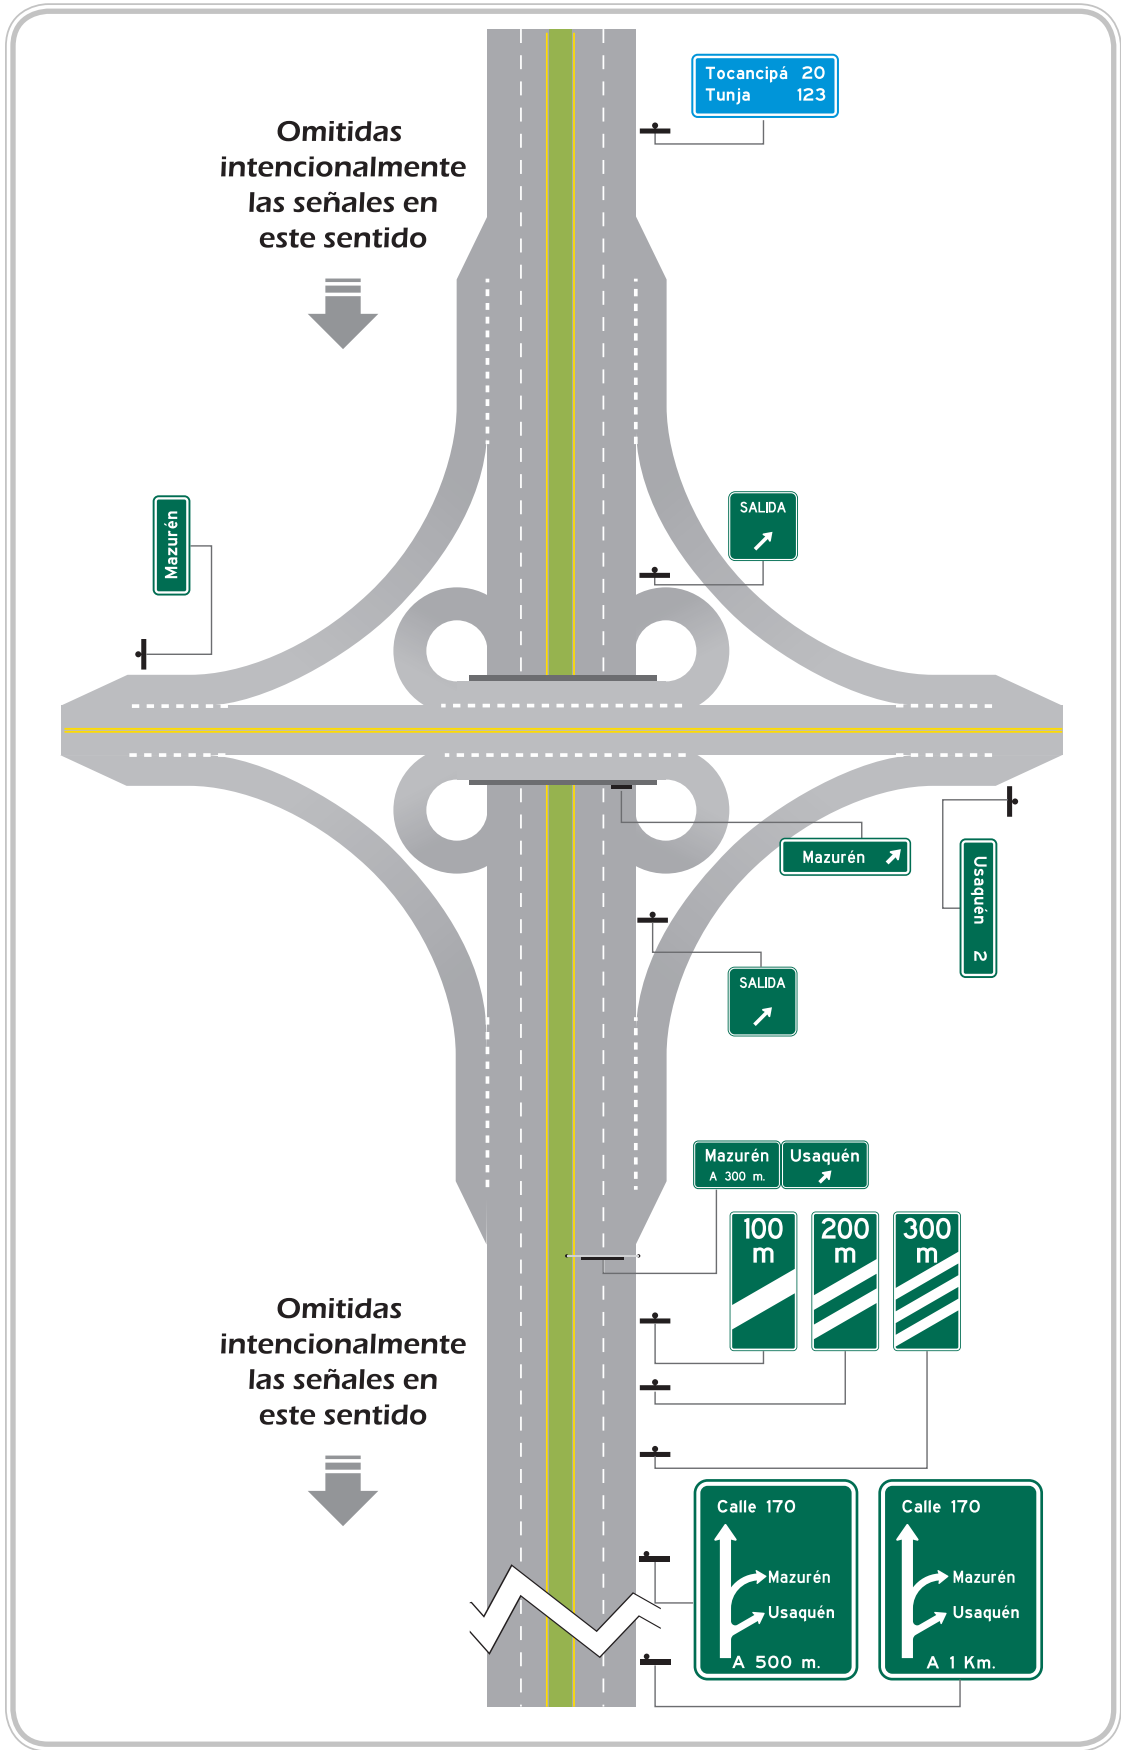 Tocancipá 20
Tunja 123
Omitidas
intencionalmente
las señales en
este sentido
SALIDA
Mazurén
Mazurén
Usaquén 2
SALIDA
Mazurén
A 300 m.
Usaquén
100
m
200
m
300
m
Omitidas
intencionalmente
las señales en
este sentido
Calle 170
Mazurén
Usaquén
A 500 m.
Calle 170
Mazurén
Usaquén
A 1 Km.